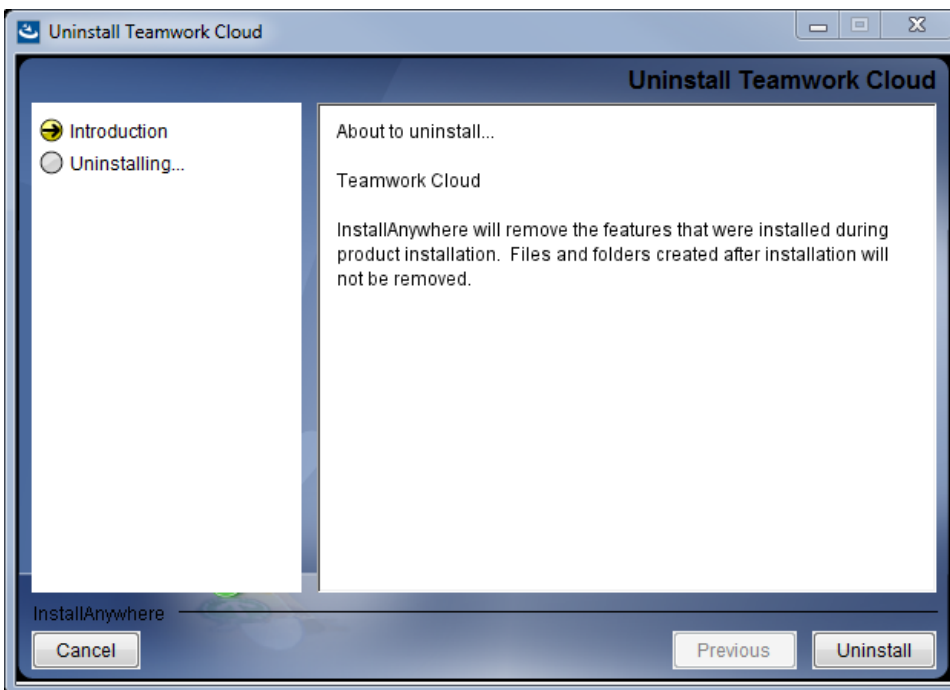 Uninstall Teamwork Cloud
Uninstall Teamwork Cloud
Introduction
Uninstalling...
About to uninstall...
Teamwork Cloud
InstallAnywhere will remove the features that were installed during
product installation.  Files and folders created after installation will
not be removed.
InstallAnywhere
Cancel
Previous
Uninstall